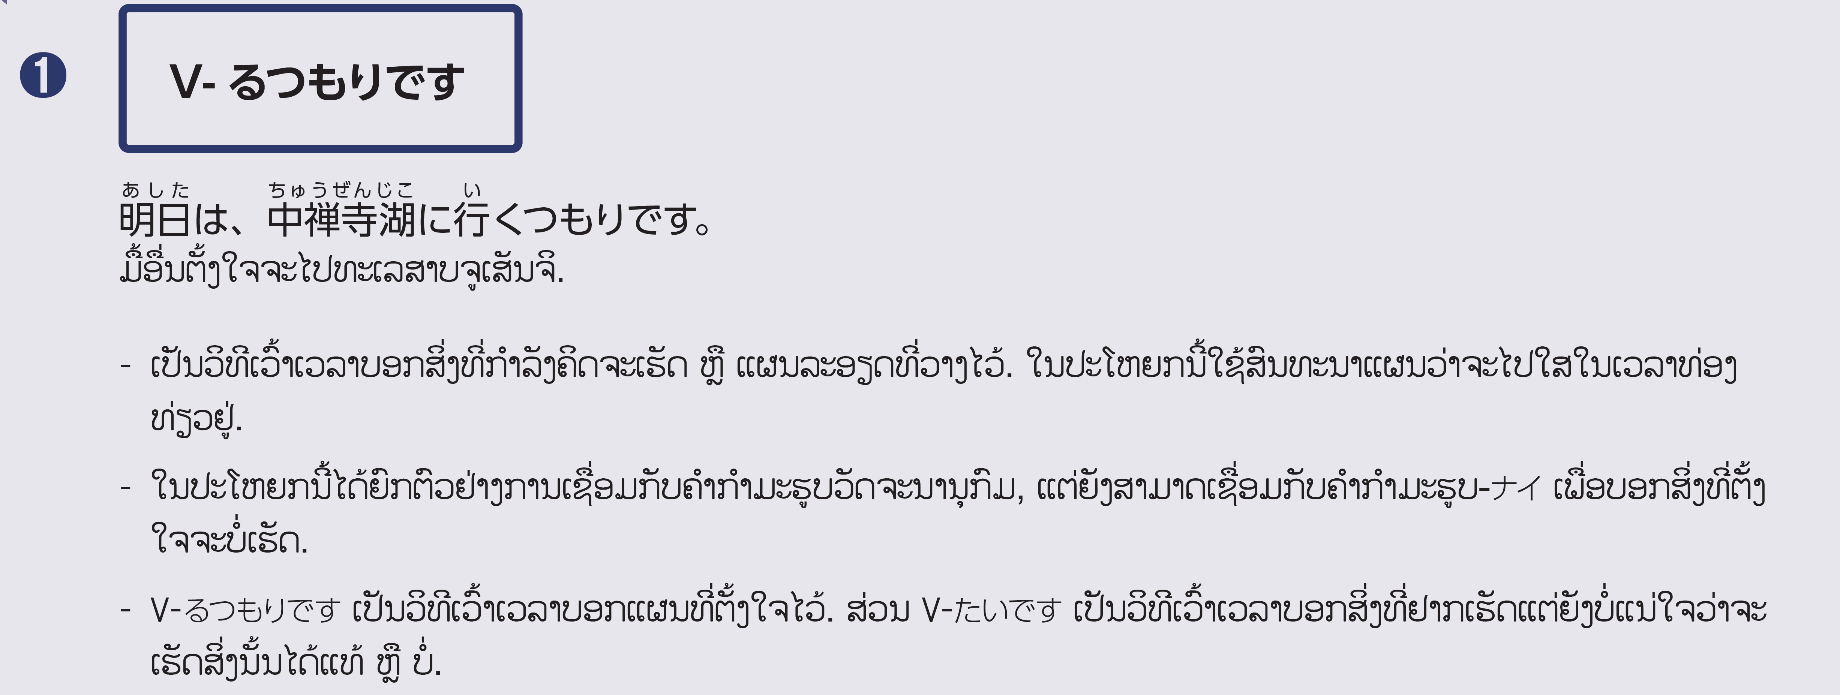 1
V- るつもりです
あした ちゅうぜんじこ い
明日は、中禅寺湖に行くつもりです。
ມື້ອື່ນຕັ້ງໃຈຈະໄປທະເລສາບຈູເສັນຈິ.
- ເປັນວິທີເວົ້າເວລາບອກສິ່ງທີ່ກຳລັງຄິດຈະເຮັດ ຫຼື ແຜນລະອຽດທີ່ວາງໄວ້. ໃນປະໂຫຍກນີ້ໃຊ້ສົນທະນາແຜນວ່າຈະໄປໃສໃນເວລາທ່ອງ
ທ່ຽວຢູ່.
- ໃນປະໂຫຍກນີ້ໄດ້ຍົກຕົວຢ່າງການເຊື່ອມກັບຄຳກຳມະຮູບວັດຈະນານຸກົມ, ແຕ່ຍັງສາມາດເຊື່ອມກັບຄຳກຳມະຮູບ-ナイ ເພື່ອບອກສິ່ງທີ່ຕັ້ງ
ໃຈຈະບໍ່ເຮັດ.
- V-るつもりです ເປັນວິທີເວົ້າເວລາບອກແຜນທີ່ຕັ້ງໃຈໄວ້. ສ່ວນ V-たいです ເປັນວິທີເວົ້າເວລາບອກສິ່ງທີ່ຢາກເຮັດແຕ່ຍັງບໍ່ແນ່ໃຈວ່າຈະ
ເຮັດສິ່ງນັ້ນໄດ້ແທ້ ຫຼື ບໍ່.